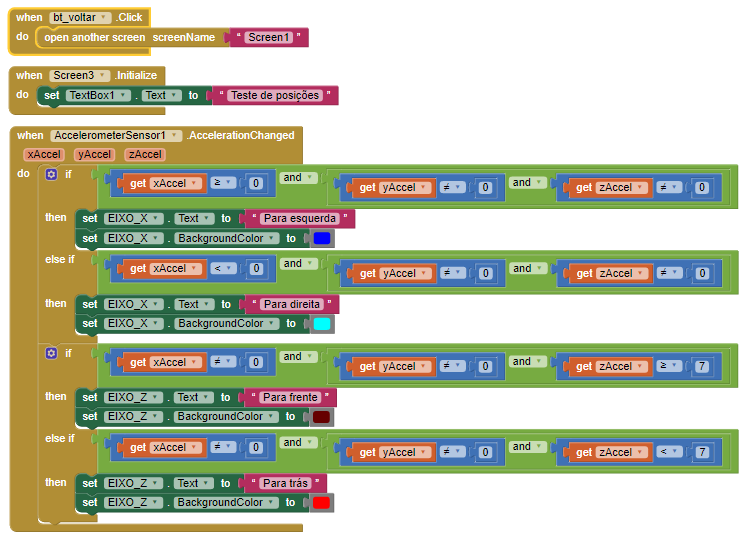 when bt_voltar .Click
do open another screen screenName " Screen1 "
when Screen3 .Initialize
do set TextBox1 . Text to " Teste de posições "
when AccelerometerSensor1 .AccelerationChanged
xAccel yAccel zAccel
do if get xAccel ≥ 0 and get yAccel ≠ 0 and get zAccel ≠ 0
then set EIXO_X . Text to " Para esquerda "
set EIXO_X . BackgroundColor to
else if get xAccel < 0 and get yAccel ≠ 0 and get zAccel ≠ 0
then set EIXO_X . Text to " Para direita "
set EIXO_X . BackgroundColor to
if get xAccel ≠ 0 and get yAccel ≠ 0 and get zAccel ≥ 7
then set EIXO_Z . Text to " Para frente "
set EIXO_Z . BackgroundColor to
else if get xAccel ≠ 0 and get yAccel ≠ 0 and get zAccel < 7
then set EIXO_Z . Text to " Para trás "
set EIXO_Z . BackgroundColor to